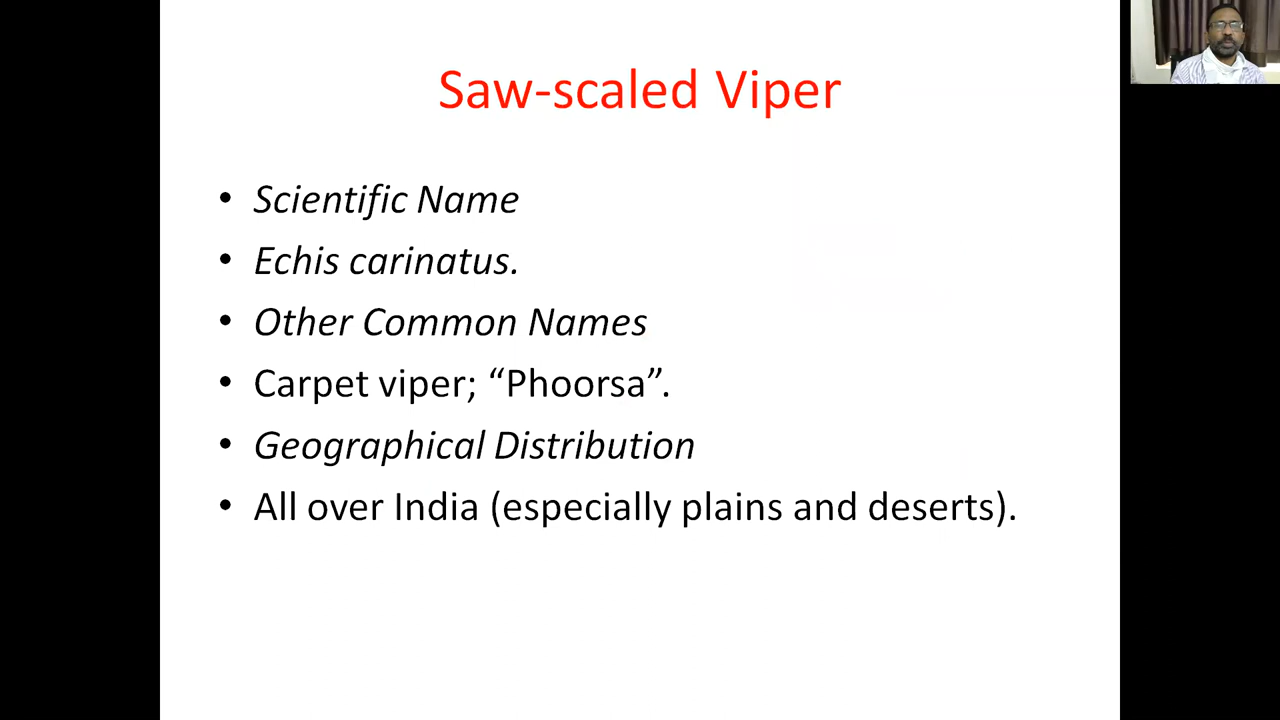 Saw-scaled Viper
• Scientific Name
• Echis carinatus.
• Other Common Names
• Carpet viper; “Phoorsa”.
• Geographical Distribution
• All over India (especially plains and deserts).